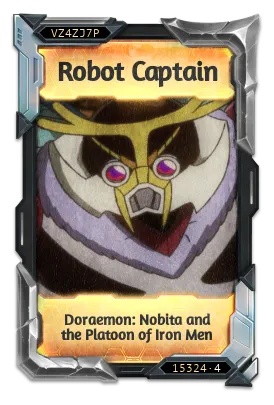 VZ4ZJ7P
Robot Captain
Doraemon: Nobita and
the Platoon of Iron Men
15324·4